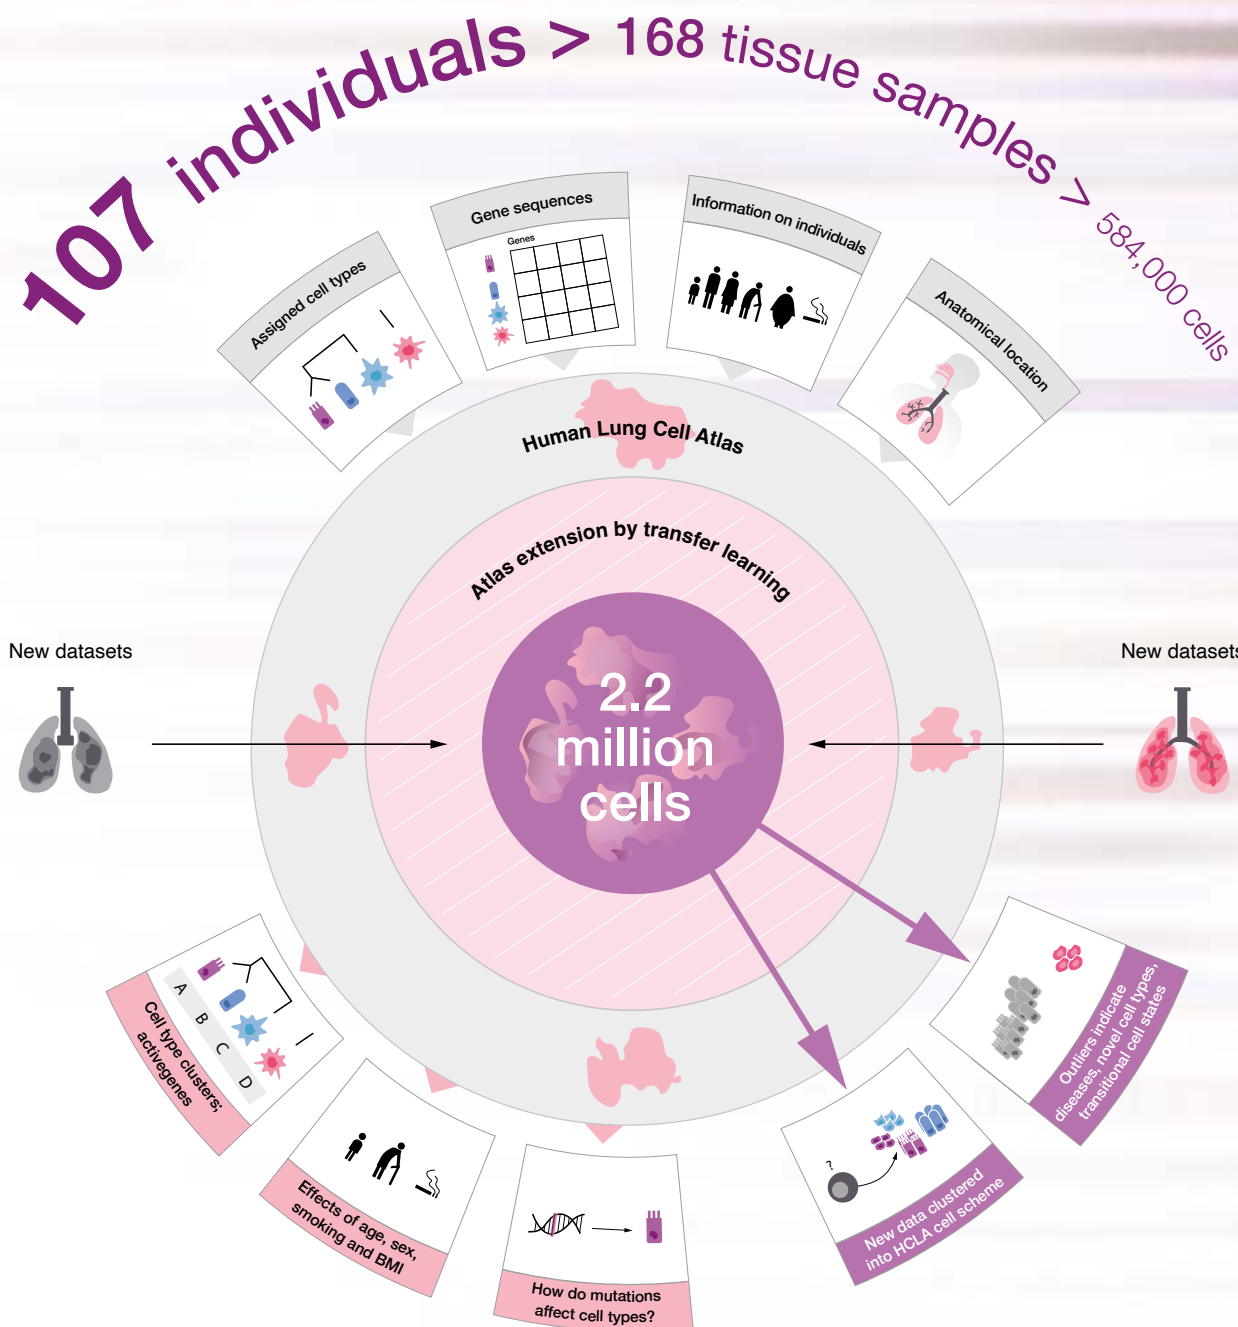 107 individuals > 168 tissue samples > 584,000 cells
Assigned cell types
Gene sequences
Genes
Information on individuals
Anatomical location
Human Lung Cell Atlas
Atlas extension by transfer learning
New datasets
New datasets
2.2
million
cells
A
B
C
D
Cell type clusters;
activegenes
Effects of age, sex,
smoking and BMI
How do mutations
affect cell types?
?
New data clustered
into HCLA cell scheme
Outliers indicate
diseases, novel cell types,
transitional cell states